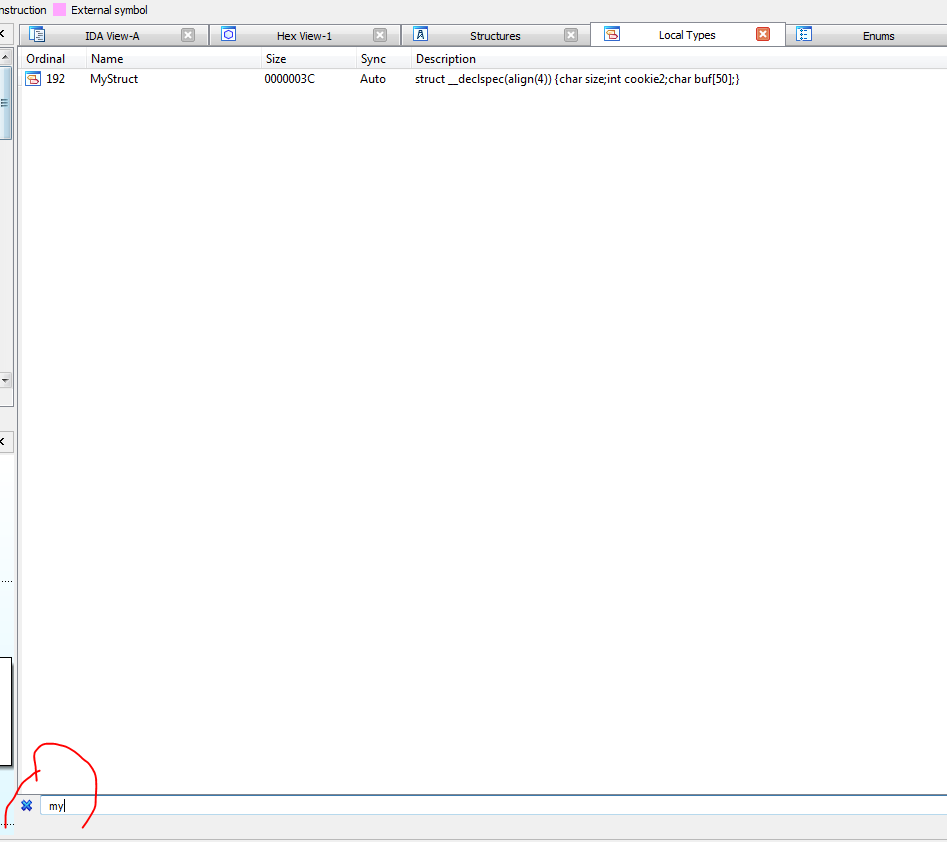 nstruction External symbol
IDA View-A Hex View-1 Structures Local Types Enums
Ordinal Name Size Sync Description
192 MyStruct 0000003C Auto struct __declspec(align(4)) {char size;int cookie2;char buf[50];}
my